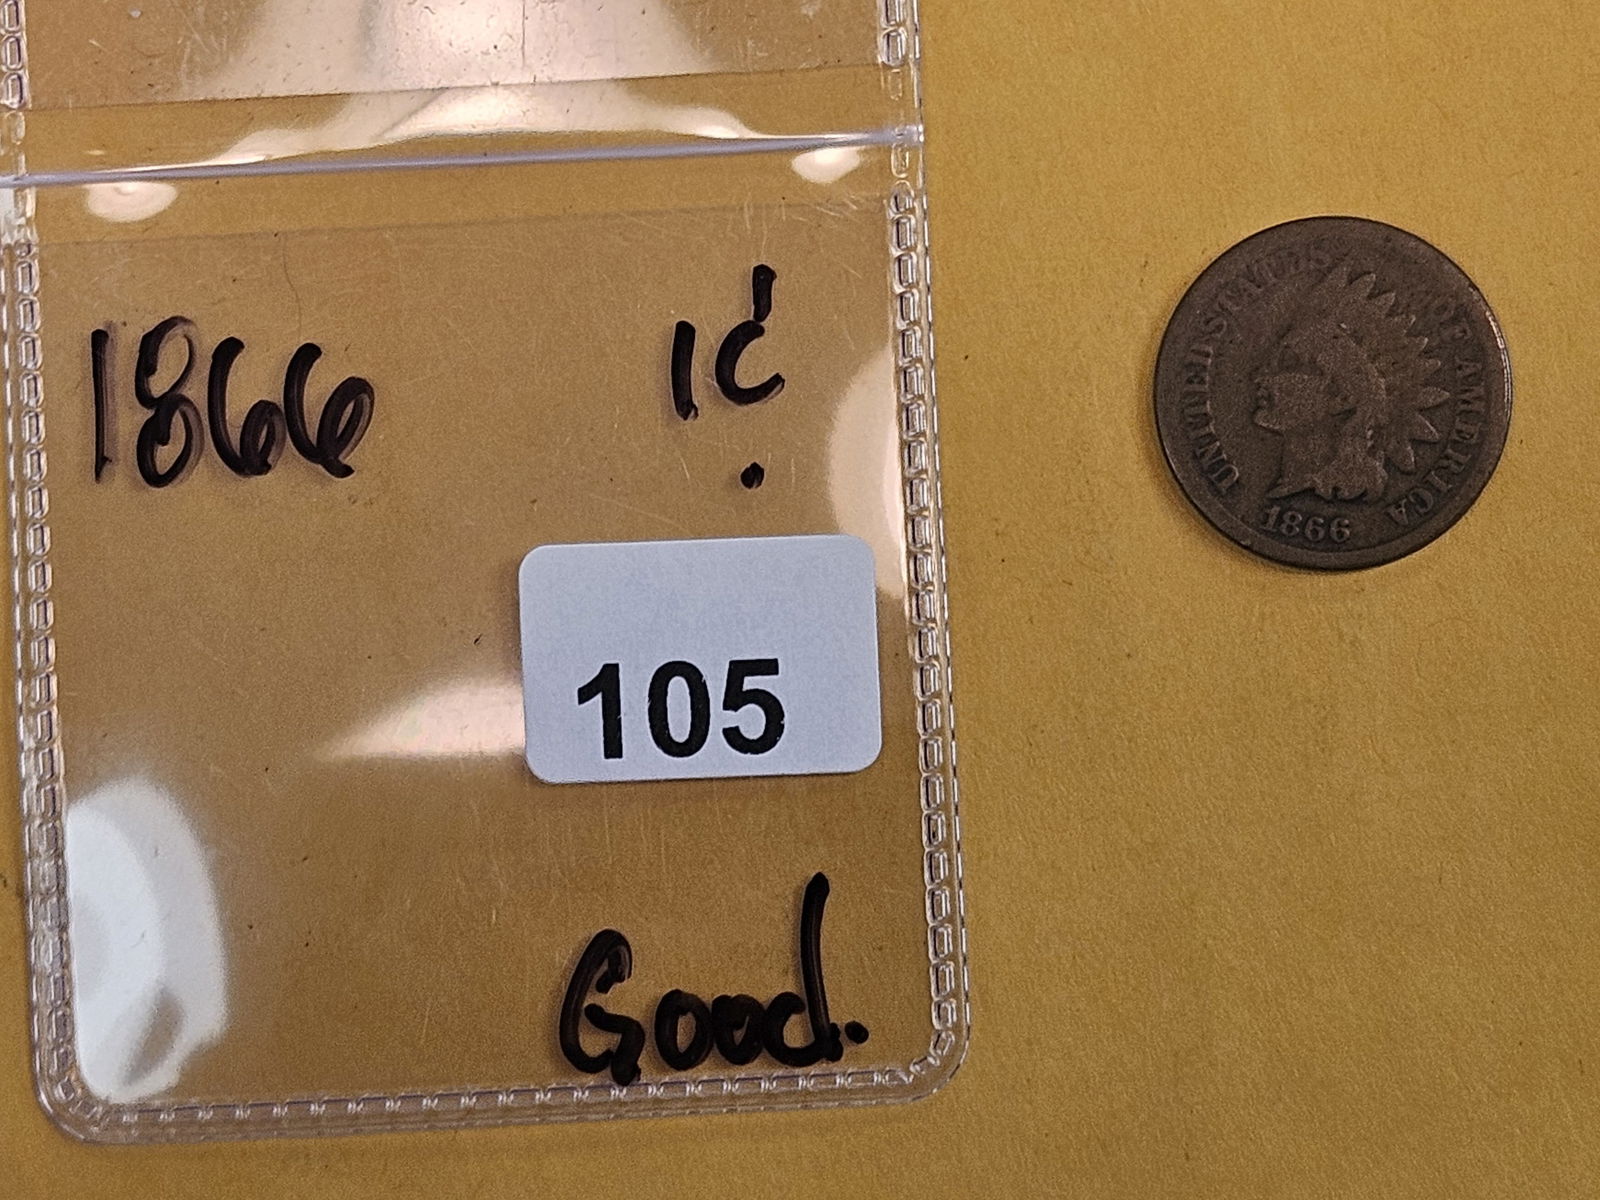 1866 1¢
105
Good.
UNITED STATES OF AMERICA
1866